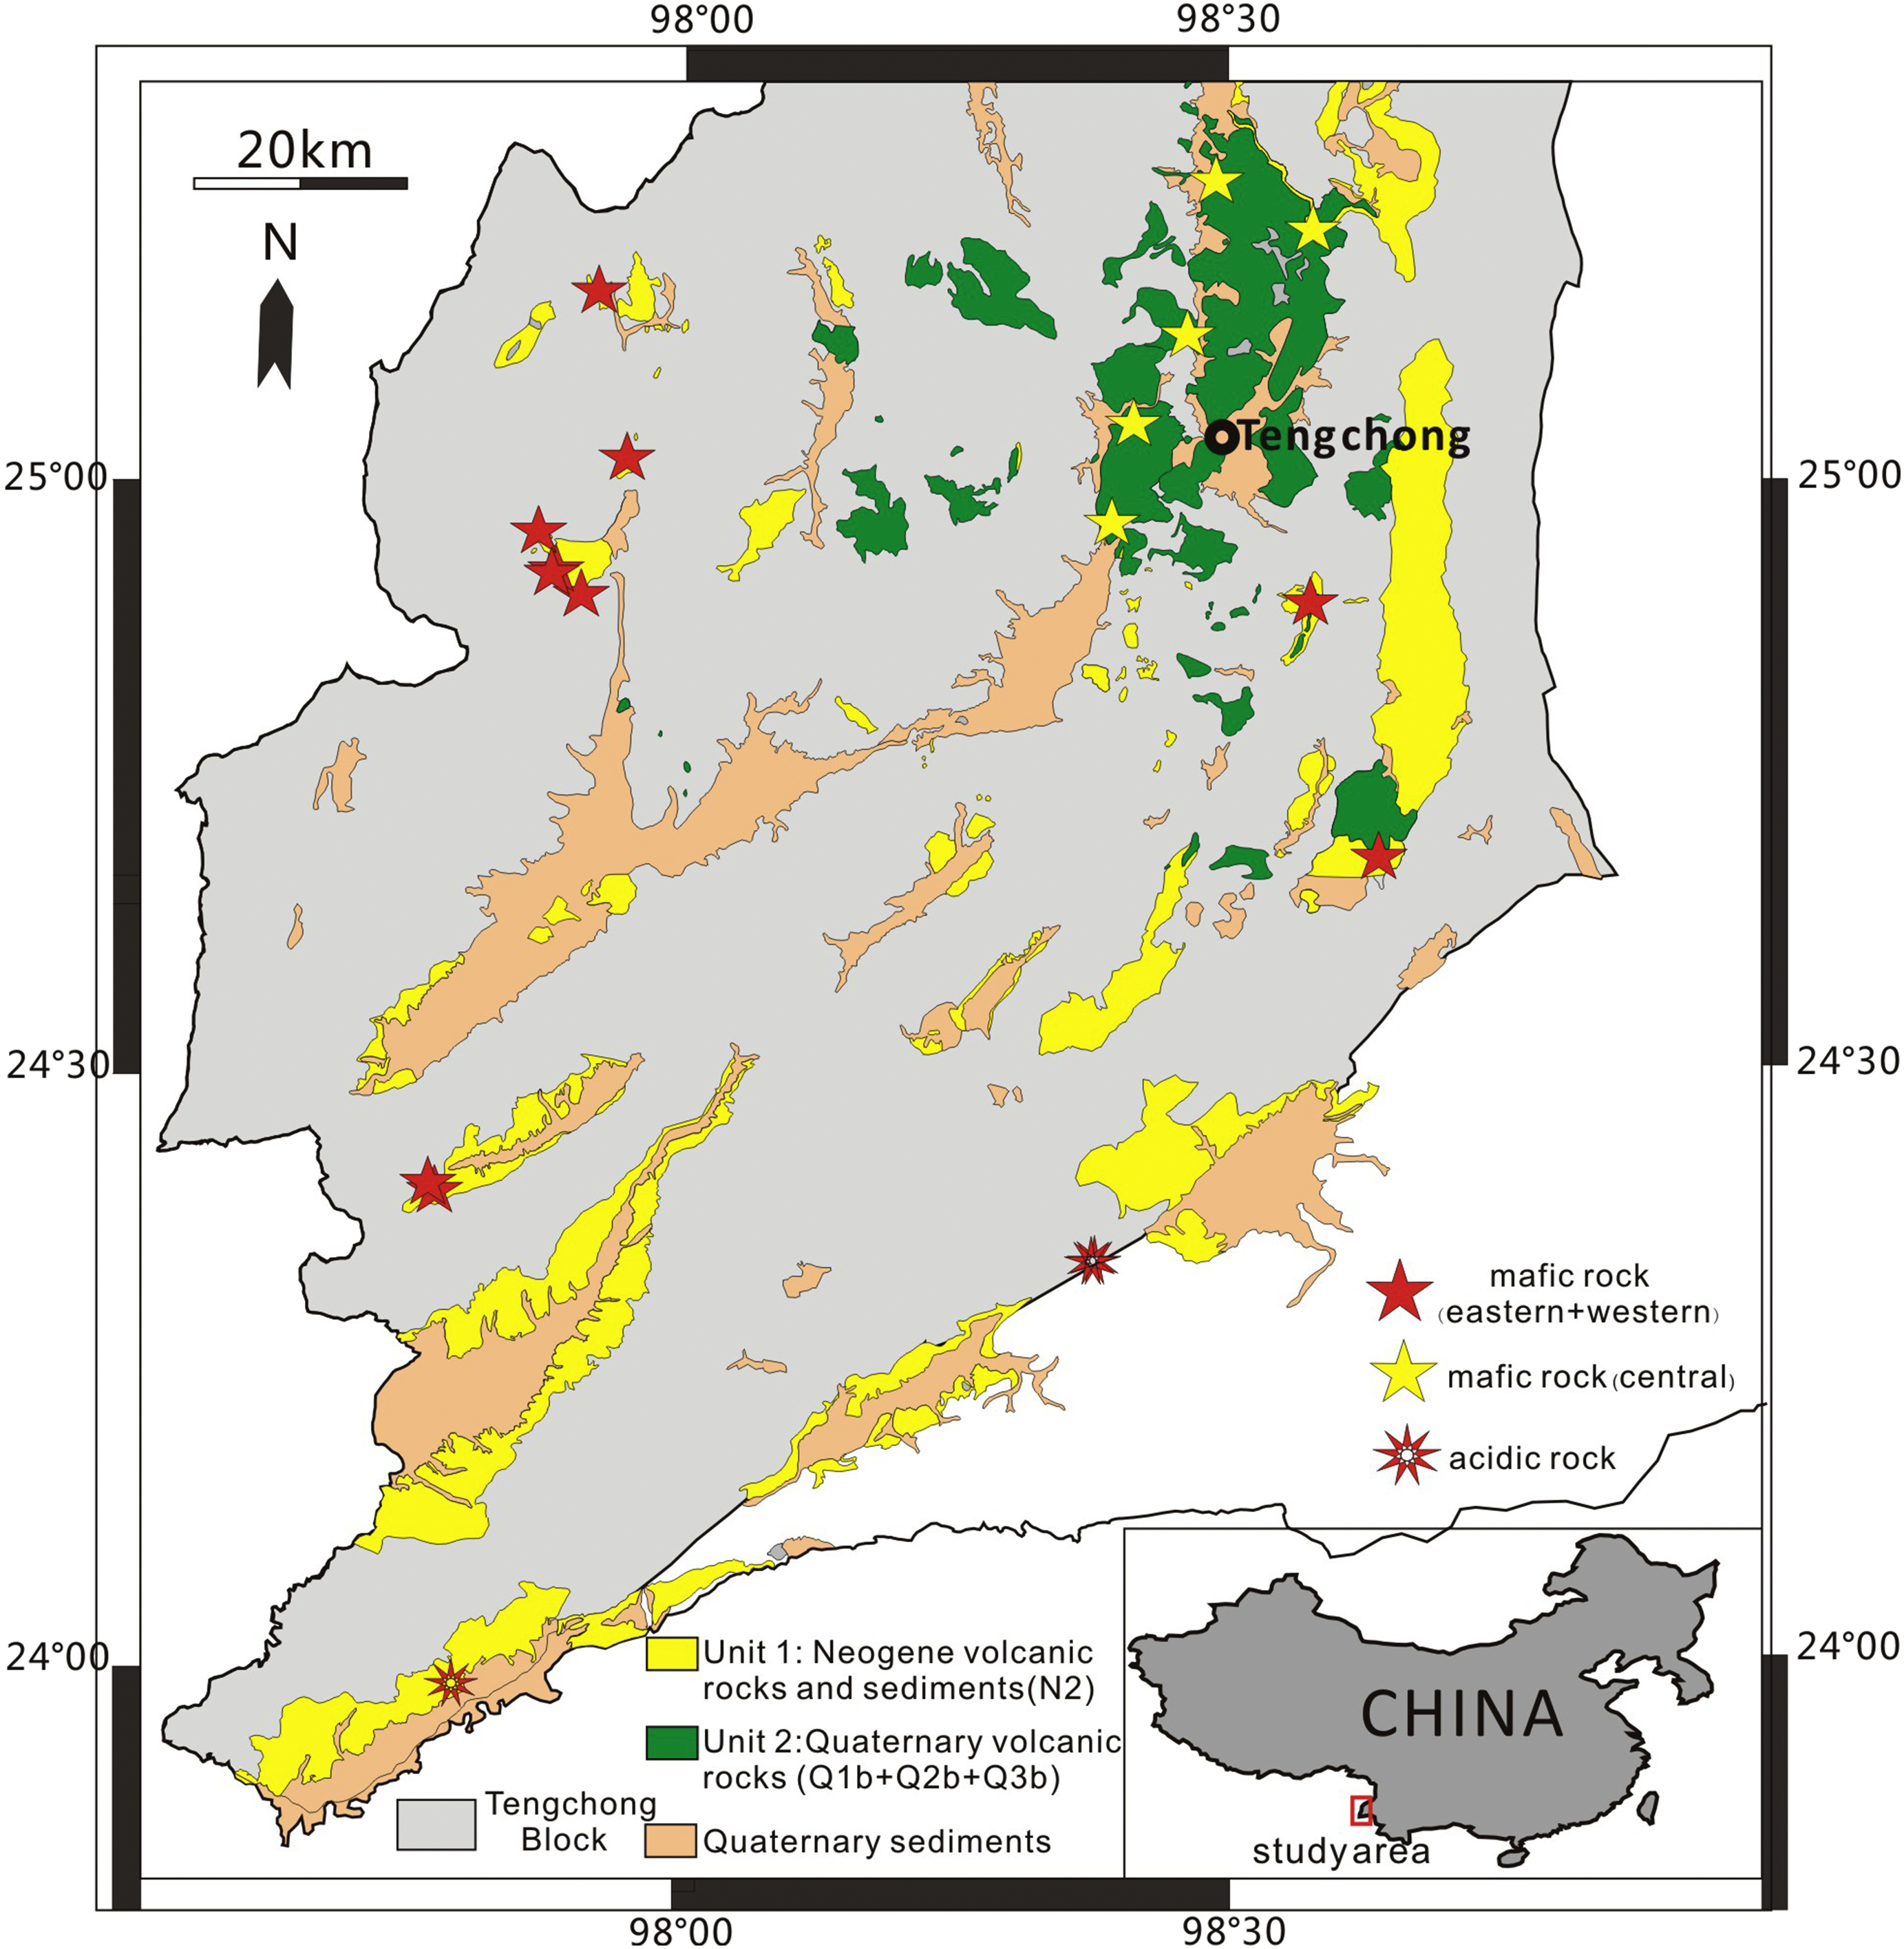 98°00
98°30
20km
N
Tengchong
25°00
25°00
24°30
24°30
mafic rock
(eastern+western)
mafic rock (central)
acidic rock
24°00
24°00
Unit 1: Neogene volcanic
rocks and sediments(N2)
Unit 2:Quaternary volcanic
rocks (Q1b+Q2b+Q3b)
Tengchong
Block
Quaternary sediments
CHINA
studyarea
98°00
98°30